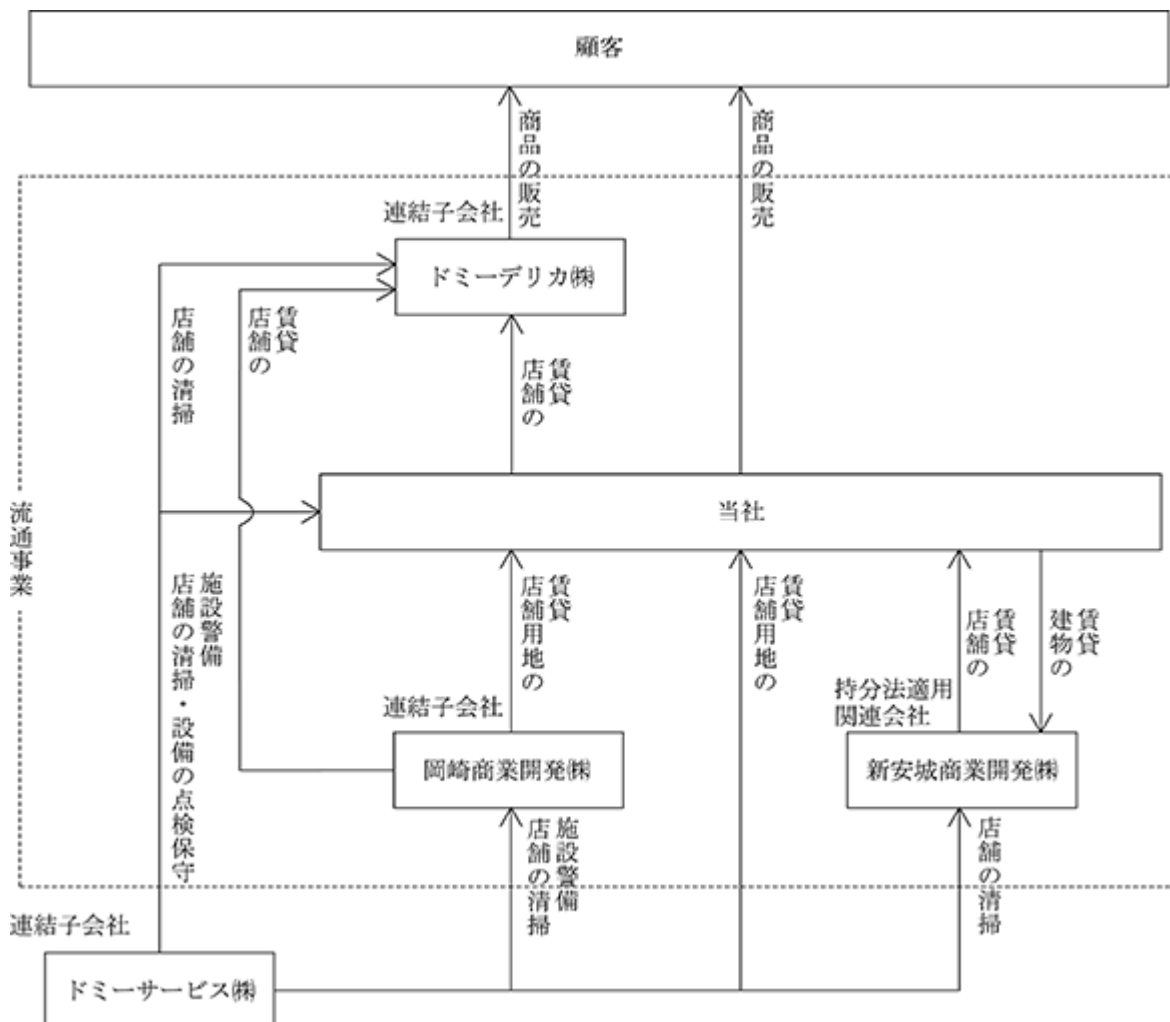 顧客
商品の販売
商品の販売
連結子会社
ドミーデリカ㈱
店舗の清掃
店舗の
賃貸
店舗の
賃貸
当社
流通事業
店舗の清掃・設備の点検保守
施設警備
店舗用地の
賃貸
店舗用地の
賃貸
店舗の
賃貸
建物の
賃貸
連結子会社
岡崎商業開発㈱
持分法適用
関連会社
新安城商業開発㈱
店舗の清掃
施設警備
店舗の清掃
連結子会社
ドミーサービス㈱